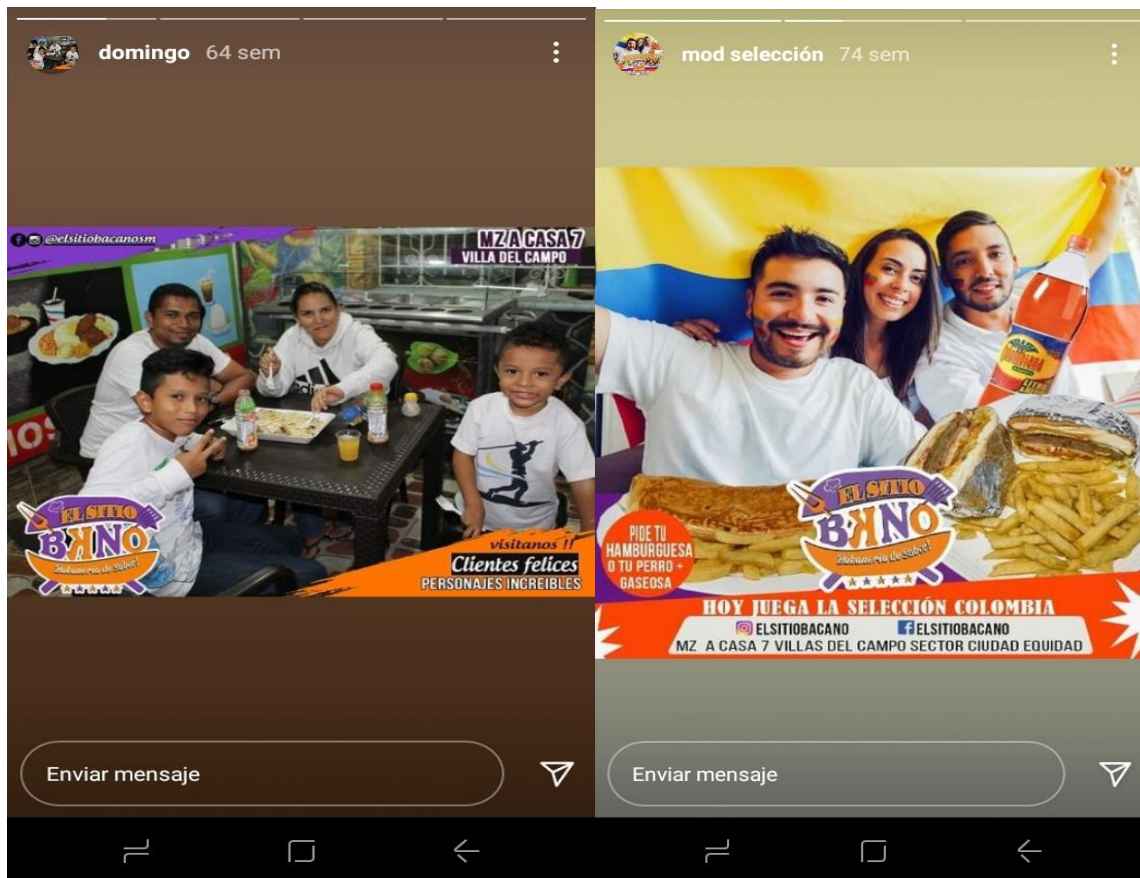 domingo 64 sem
@elsitiobacanosm
MZ A CASA 7
VILLA DEL CAMPO
EL SITIO
BKNO
visitanos !!
Clientes felices
PERSONAJES INCREIBLES
Enviar mensaje
mod selección 74 sem
Colombiana
EL SITIO
BKNO
PIDE TU
HAMBURGUESA
O TU PERRO +
GASEOSA
HOY JUEGA LA SELECCIÓN COLOMBIA
ELSITIOBACANO ELSITIOBACANO
MZ A CASA 7 VILLAS DEL CAMPO SECTOR CIUDAD EQUIDAD
Enviar mensaje